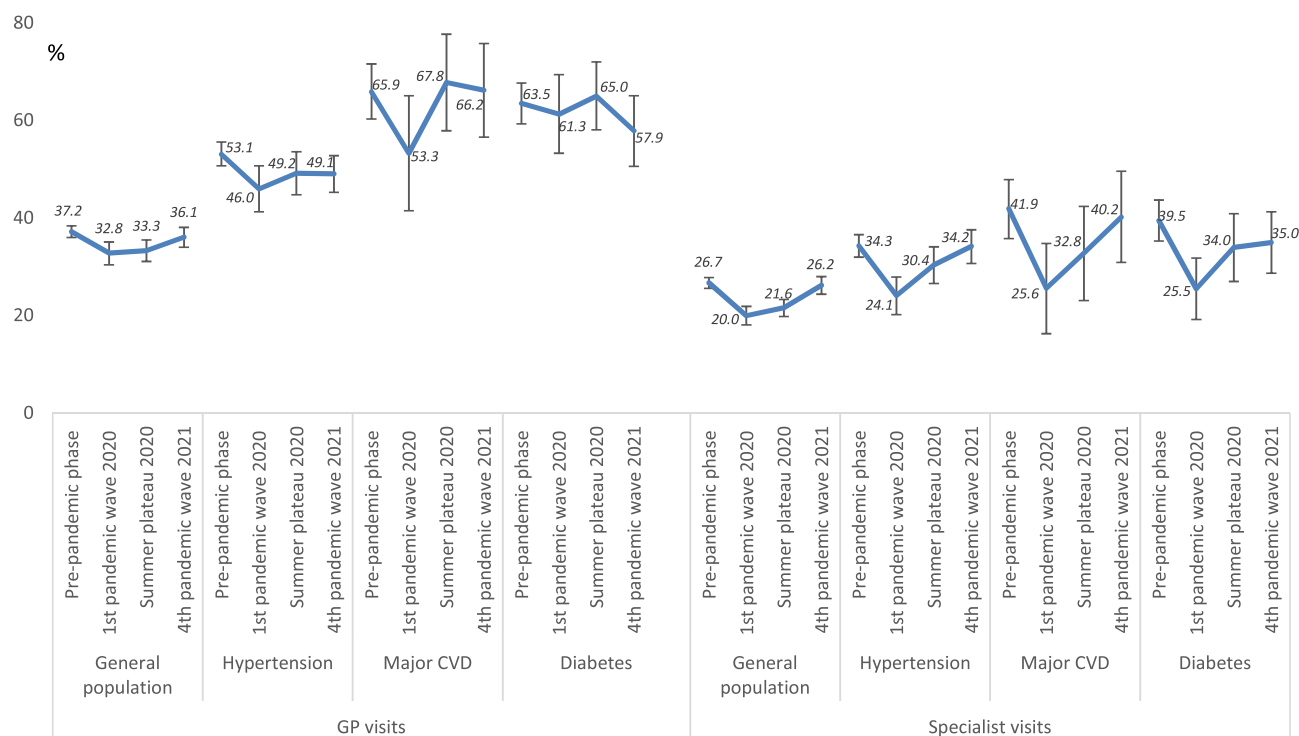 80
%
60
40
20
0
37.2
32.8
33.3
36.1
53.1
46.0
49.2
49.1
65.9
53.3
67.8
66.2
63.5
61.3
65.0
57.9
26.7
20.0
21.6
26.2
34.3
24.1
30.4
34.2
41.9
25.6
32.8
40.2
39.5
25.5
34.0
35.0
Pre-pandemic phase
1st pandemic wave 2020
Summer plateau 2020
4th pandemic wave 2021
Pre-pandemic phase
1st pandemic wave 2020
Summer plateau 2020
4th pandemic wave 2021
Pre-pandemic phase
1st pandemic wave 2020
Summer plateau 2020
4th pandemic wave 2021
Pre-pandemic phase
1st pandemic wave 2020
Summer plateau 2020
4th pandemic wave 2021
Pre-pandemic phase
1st pandemic wave 2020
Summer plateau 2020
4th pandemic wave 2021
Pre-pandemic phase
1st pandemic wave 2020
Summer plateau 2020
4th pandemic wave 2021
Pre-pandemic phase
1st pandemic wave 2020
Summer plateau 2020
4th pandemic wave 2021
Pre-pandemic phase
1st pandemic wave 2020
Summer plateau 2020
4th pandemic wave 2021
General
population
Hypertension
Major CVD
Diabetes
General
population
Hypertension
Major CVD
Diabetes
GP visits
Specialist visits